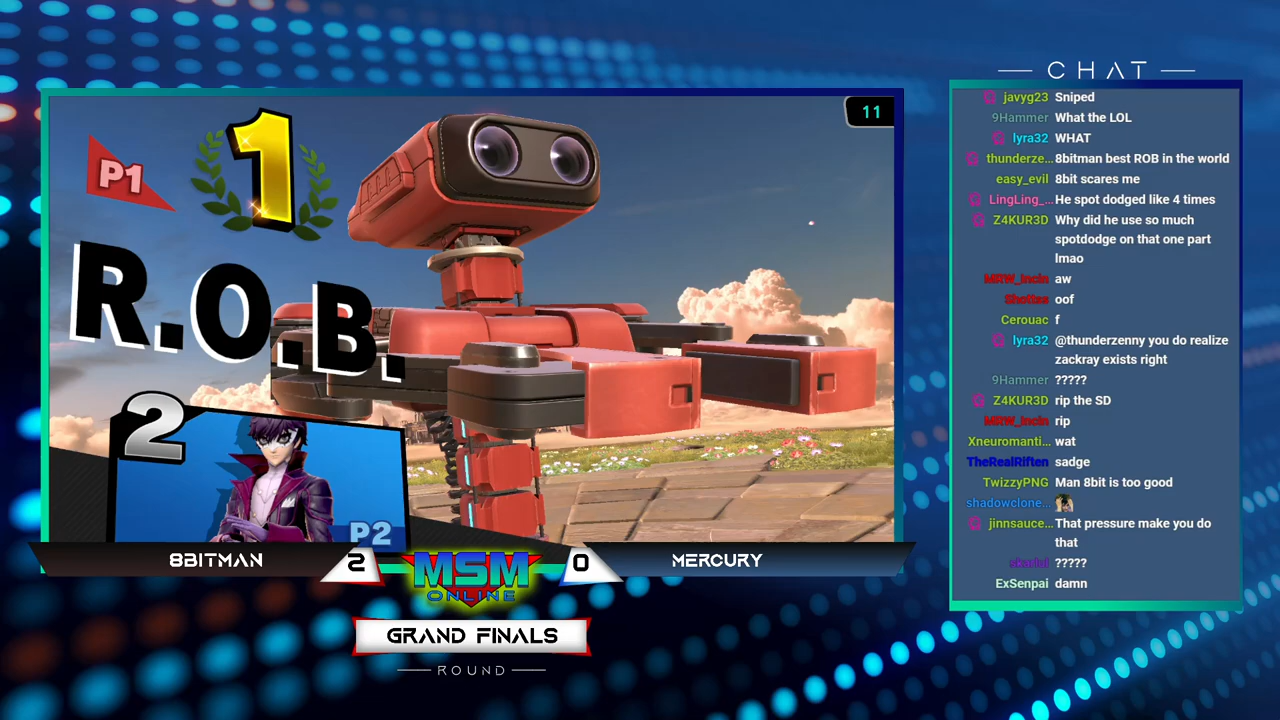 CHAT
11
P1
1
R.O.B.
2
P2
8BITMAN 2 MSM 0 MERCURY
ONLINE
GRAND FINALS
ROUND
javyg23 Sniped
9Hammer What the LOL
lyra32 WHAT
thunderze... 8bitman best ROB in the world
easy_evil 8bit scares me
LingLing_... He spot dodged like 4 times
Z4KUR3D Why did he use so much
spotdodge on that one part
lmao
MRW_Incin aw
Shottes oof
Cerouac f
lyra32 @thunderzenny you do realize
zackray exists right
9Hammer ?????
Z4KUR3D rip the SD
MRW_Incin rip
Xneuromanti... wat
TheRealRiften sadge
TwizzyPNG Man 8bit is too good
shadowclone...
jinnsauce... That pressure make you do
that
?????
ExSenpai damn